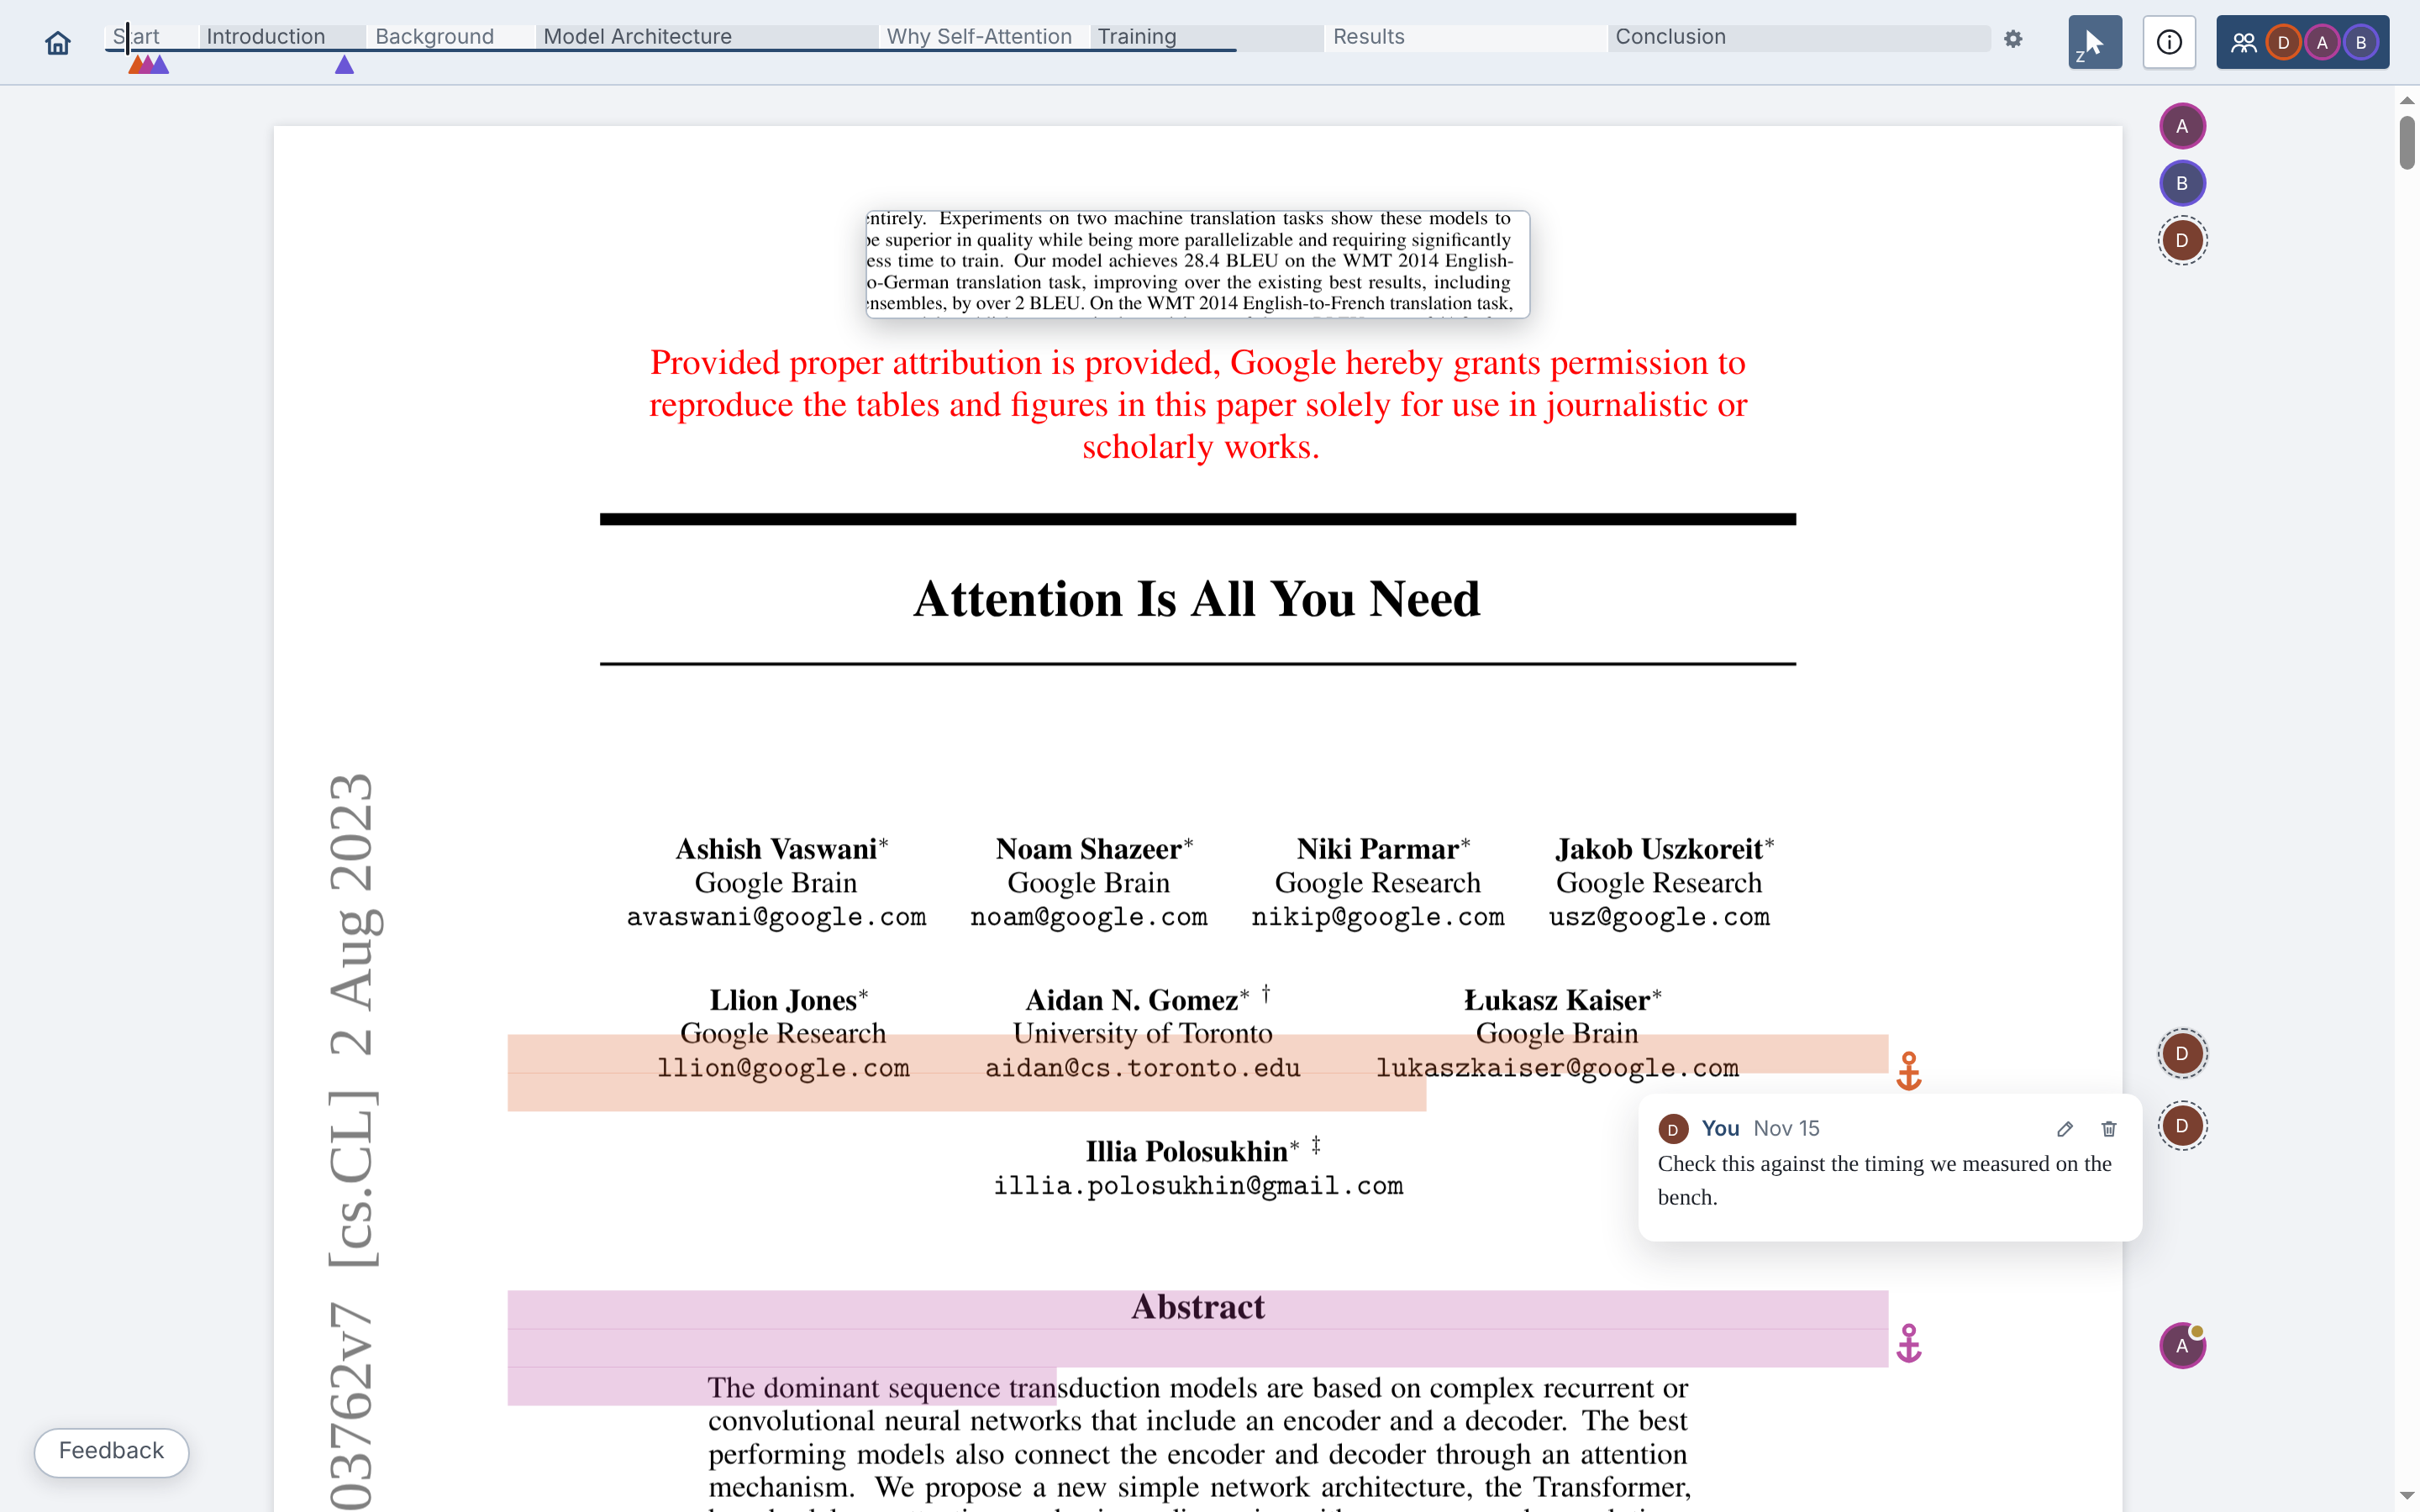 Start Introduction Background Model Architecture Why Self-Attention Training Results Conclusion
Z
D A B
A
B
D
entirely. Experiments on two machine translation tasks show these models to
be superior in quality while being more parallelizable and requiring significantly
ess time to train. Our model achieves 28.4 BLEU on the WMT 2014 English-
o-German translation task, improving over the existing best results, including
ensembles, by over 2 BLEU. On the WMT 2014 English-to-French translation task,
Provided proper attribution is provided, Google hereby grants permission to
reproduce the tables and figures in this paper solely for use in journalistic or
scholarly works.
Attention Is All You Need
Ashish Vaswani* Noam Shazeer* Niki Parmar* Jakob Uszkoreit*
Google Brain Google Brain Google Research Google Research
avaswani@google.com noam@google.com nikip@google.com usz@google.com
Llion Jones* Aidan N. Gomez* † Łukasz Kaiser*
Google Research University of Toronto Google Brain
llion@google.com aidan@cs.toronto.edu lukaszkaiser@google.com
D
D You Nov 15
D
Check this against the timing we measured on the
bench.
Illia Polosukhin* ‡
illia.polosukhin@gmail.com
Abstract
A
The dominant sequence transduction models are based on complex recurrent or
convolutional neural networks that include an encoder and a decoder. The best
performing models also connect the encoder and decoder through an attention
mechanism. We propose a new simple network architecture, the Transformer,
03762v7 [cs.CL] 2 Aug 2023
Feedback